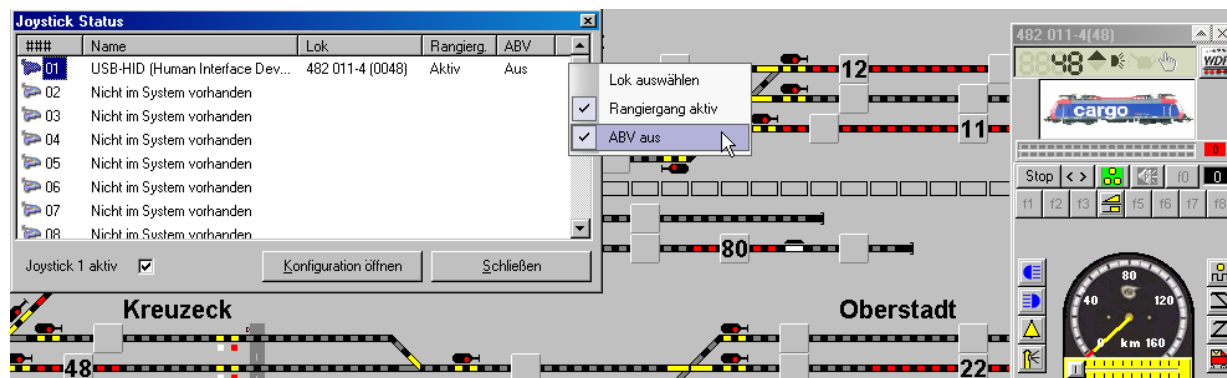 Joystick Status
### Name Lok Rangierg. ABV
01 USB-HID (Human Interface Dev... 482 011-4 (0048) Aktiv Aus
02 Nicht im System vorhanden
03 Nicht im System vorhanden
04 Nicht im System vorhanden
05 Nicht im System vorhanden
06 Nicht im System vorhanden
07 Nicht im System vorhanden
08 Nicht im System vorhanden
Joystick 1 aktiv
Konfiguration öffnen
Schließen
Lok auswählen
Rangiergang aktiv
ABV aus
12
11
80
Kreuzeck
Oberstadt
48
22
482 011-4(48)
48
WDP
cargo
0
Stop < > f0 0
f1 f2 f3 f5 f6 f7 f8
80
40 120
0 km 160